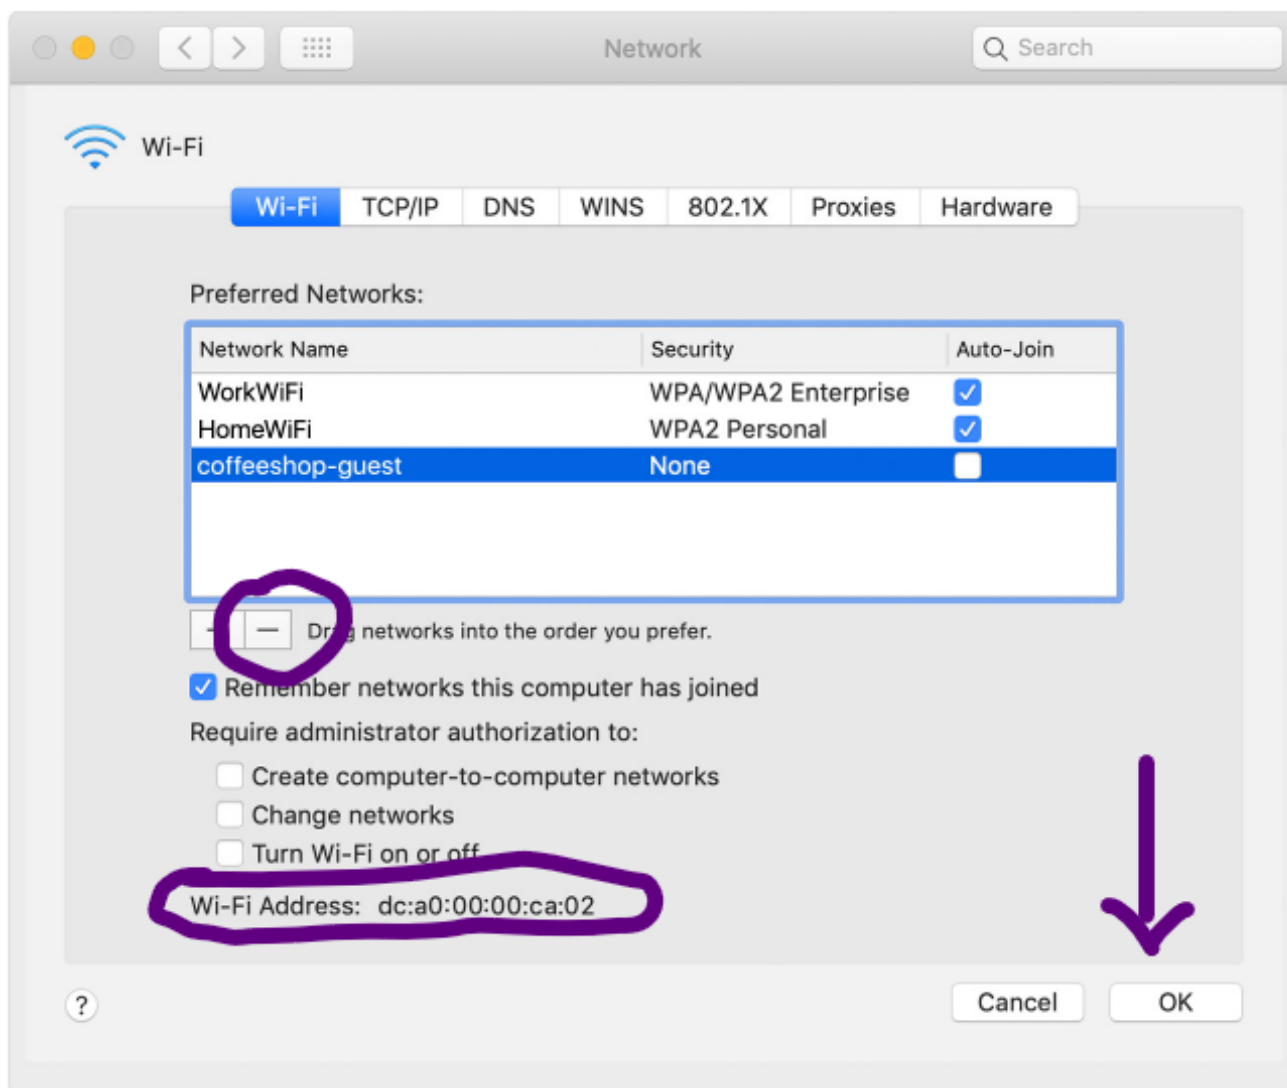 Network
Search
Wi-Fi
Wi-Fi TCP/IP DNS WINS 802.1X Proxies Hardware
Preferred Networks:
Network Name Security Auto-Join
WorkWiFi WPA/WPA2 Enterprise
HomeWiFi WPA2 Personal
coffeeshop-guest None
Drag networks into the order you prefer.
Remember networks this computer has joined
Require administrator authorization to:
Create computer-to-computer networks
Change networks
Turn Wi-Fi on or off
Wi-Fi Address: dc:a0:00:00:ca:02
? Cancel OK